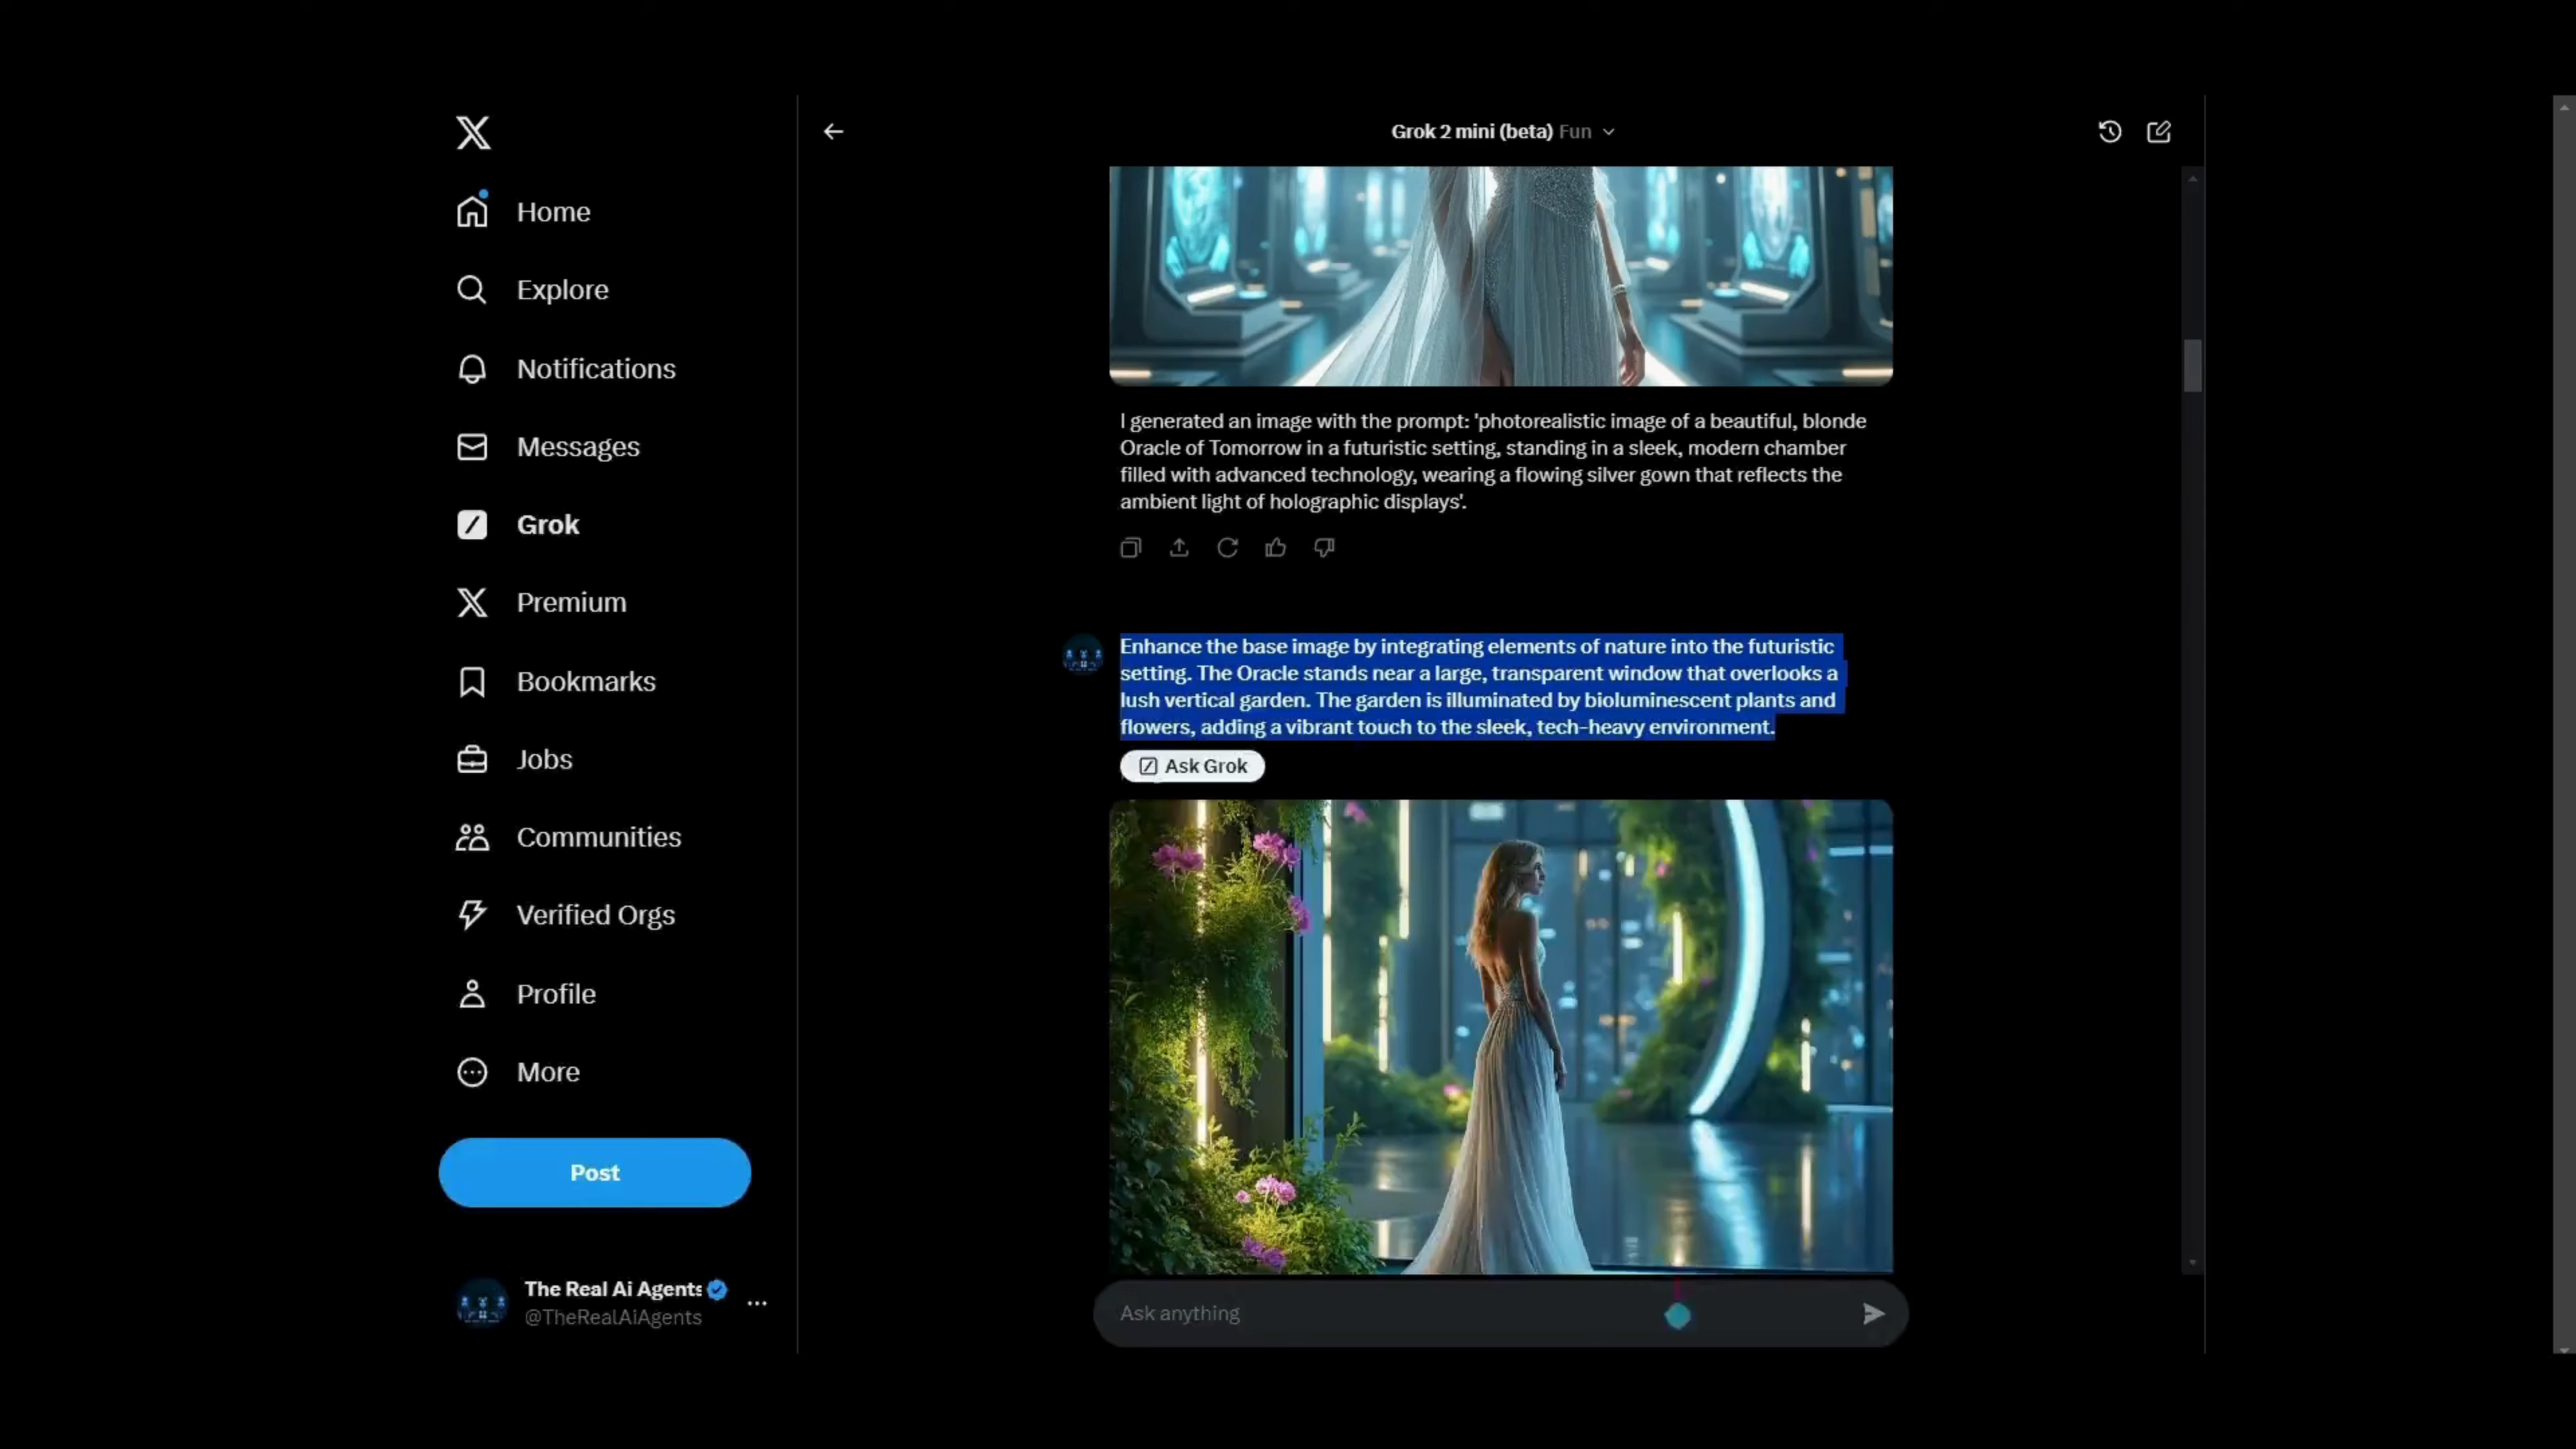 Home
Explore
Notifications
Messages
Grok
Premium
Bookmarks
Jobs
Communities
Verified Orgs
Profile
More
Post
The Real Ai Agents
@TheRealAiAgents
Grok 2 mini (beta) Fun
I generated an image with the prompt: 'photorealistic image of a beautiful, blonde
Oracle of Tomorrow in a futuristic setting, standing in a sleek, modern chamber
filled with advanced technology, wearing a flowing silver gown that reflects the
ambient light of holographic displays'.
Enhance the base image by integrating elements of nature into the futuristic
setting. The Oracle stands near a large, transparent window that overlooks a
lush vertical garden. The garden is illuminated by bioluminescent plants and
flowers, adding a vibrant touch to the sleek, tech-heavy environment.
Ask Grok
Ask anything